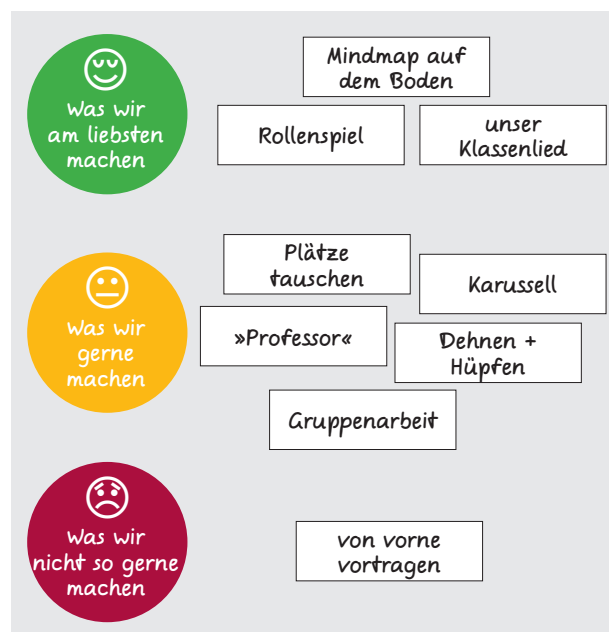 Was wir
am liebsten
machen
Mindmap auf
dem Boden
Rollenspiel
unser
Klassenlied
Was wir
gerne
machen
Plätze
tauschen
Karussell
»Professor«
Dehnen +
Hüpfen
Gruppenarbeit
Was wir
nicht so gerne
machen
von vorne
vortragen